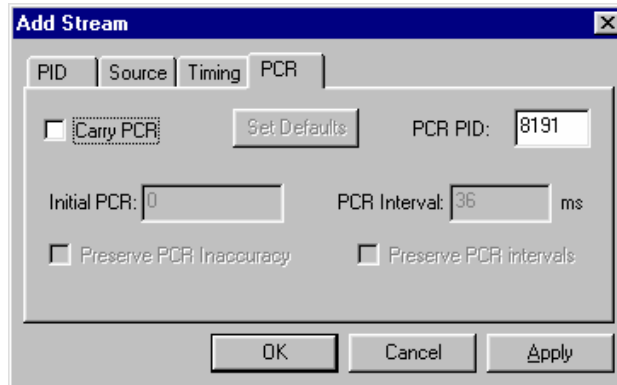 Add Stream
PID Source Timing PCR
Carry PCR Set Defaults PCR PID: 8191
Initial PCR: 0 PCR Interval: 36 ms
Preserve PCR Inaccuracy Preserve PCR intervals
OK Cancel Apply